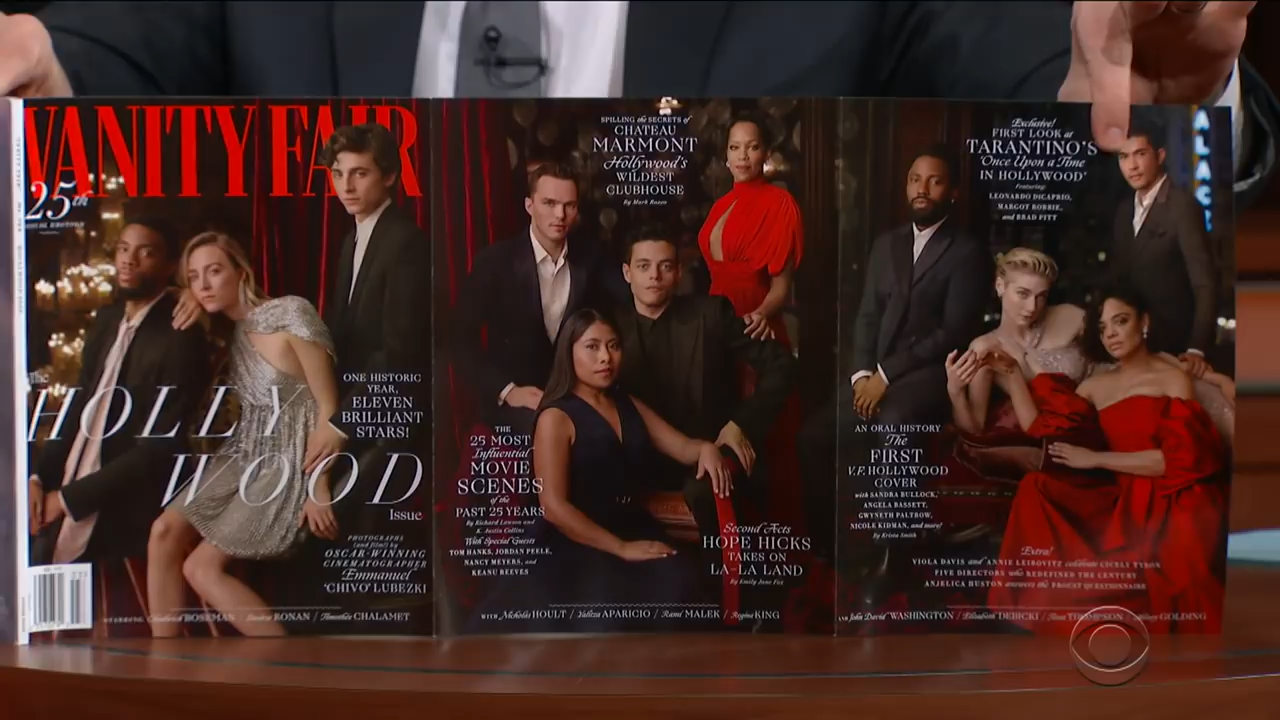 VANITY FAIR
25th
HOLLY
WOOD
Issue
ONE HISTORIC
YEAR,
ELEVEN
BRILLIANT
STARS!
PHOTOGRAPHS
(and film!) by
OSCAR-WINNING
CINEMATOGRAPHER
Emmanuel
"CHIVO" LUBEZKI
BOSEMAN / RONAN / Timothée CHALAMET
SPILLING the SECRETS of
CHATEAU
MARMONT
Hollywood's
WILDEST
CLUBHOUSE
By Mark Rozzo
THE
25 MOST
Influential
MOVIE
SCENES
of the
PAST 25 YEARS
By Richard Lawson and
K. Austin Collins
With Special Guests
TOM HANKS, JORDAN PEELE,
NANCY MEYERS, and
KEANU REEVES
Second Acts
HOPE HICKS
TAKES ON
LA-LA LAND
By Emily Jane Fox
WITH Nicholas HOULT / Yalitza APARICIO / Rami MALEK / Regina KING
Exclusive!
FIRST LOOK at
TARANTINO'S
'Once Upon a Time
IN HOLLYWOOD'
Featuring:
LEONARDO DICAPRIO,
MARGOT ROBBIE,
and BRAD PITT
AN ORAL HISTORY
The
FIRST
V.F. HOLLYWOOD
COVER
with SANDRA BULLOCK,
ANGELA BASSETT,
GWYNETH PALTROW,
NICOLE KIDMAN, and more!
By Krista Smith
Extra!
VIOLA DAVIS and ANNIE LEIBOVITZ celebrate CICELY TYSON
FIVE DIRECTORS who REDEFINED THE CENTURY
ANJELICA HUSTON answers the PROUST QUESTIONNAIRE
AND John David WASHINGTON / Elizabeth DEBICKI / Tessa THOMPSON / Henry GOLDING